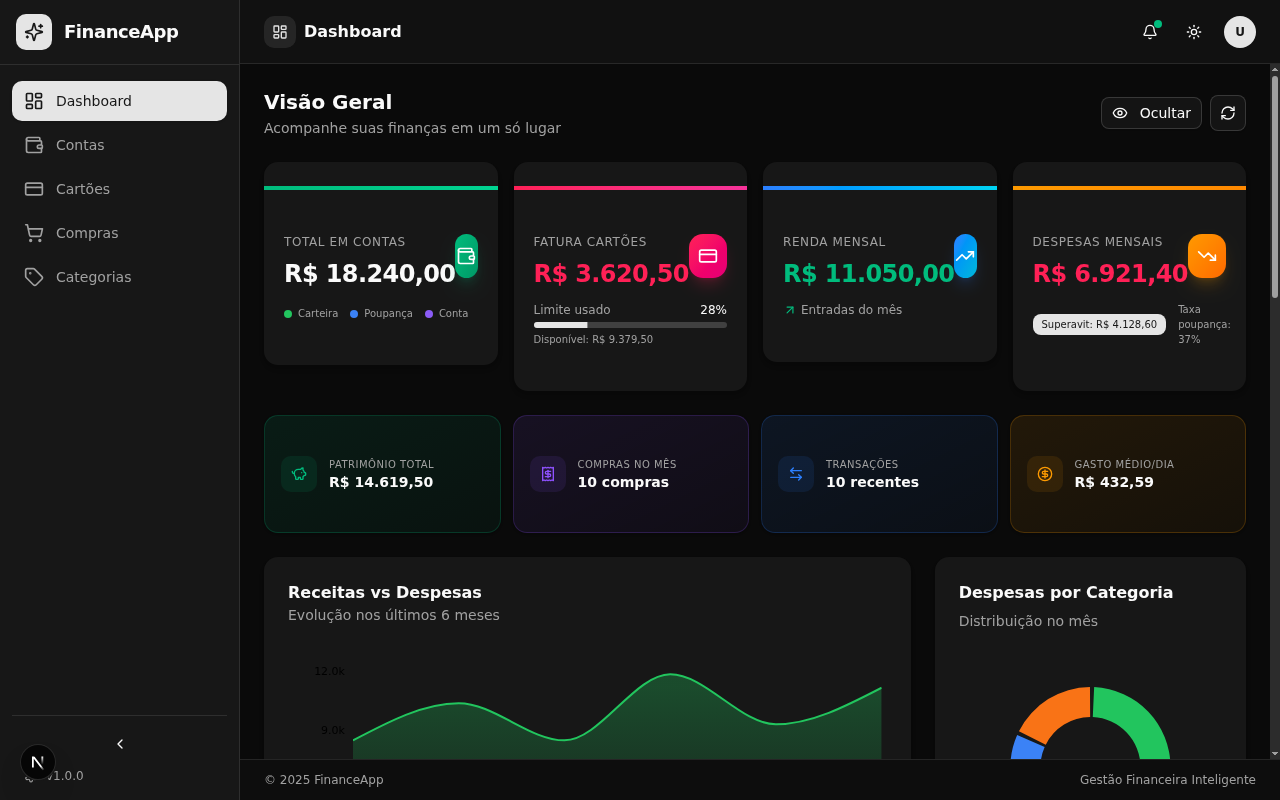 FinanceApp
Dashboard
Contas
Cartões
Compras
Categorias
v1.0.0
Dashboard
U
Visão Geral
Acompanhe suas finanças em um só lugar
Ocultar
TOTAL EM CONTAS
R$ 18.240,00
Carteira
Poupança
Conta
FATURA CARTÕES
R$ 3.620,50
Limite usado
28%
Disponível: R$ 9.379,50
RENDA MENSAL
R$ 11.050,00
Entradas do mês
DESPESAS MENSAIS
R$ 6.921,40
Superavit: R$ 4.128,60
Taxa
poupança:
37%
PATRIMÔNIO TOTAL
R$ 14.619,50
COMPRAS NO MÊS
10 compras
TRANSAÇÕES
10 recentes
GASTO MÉDIO/DIA
R$ 432,59
Receitas vs Despesas
Evolução nos últimos 6 meses
12.0k
9.0k
Despesas por Categoria
Distribuição no mês
N
© 2025 FinanceApp
Gestão Financeira Inteligente